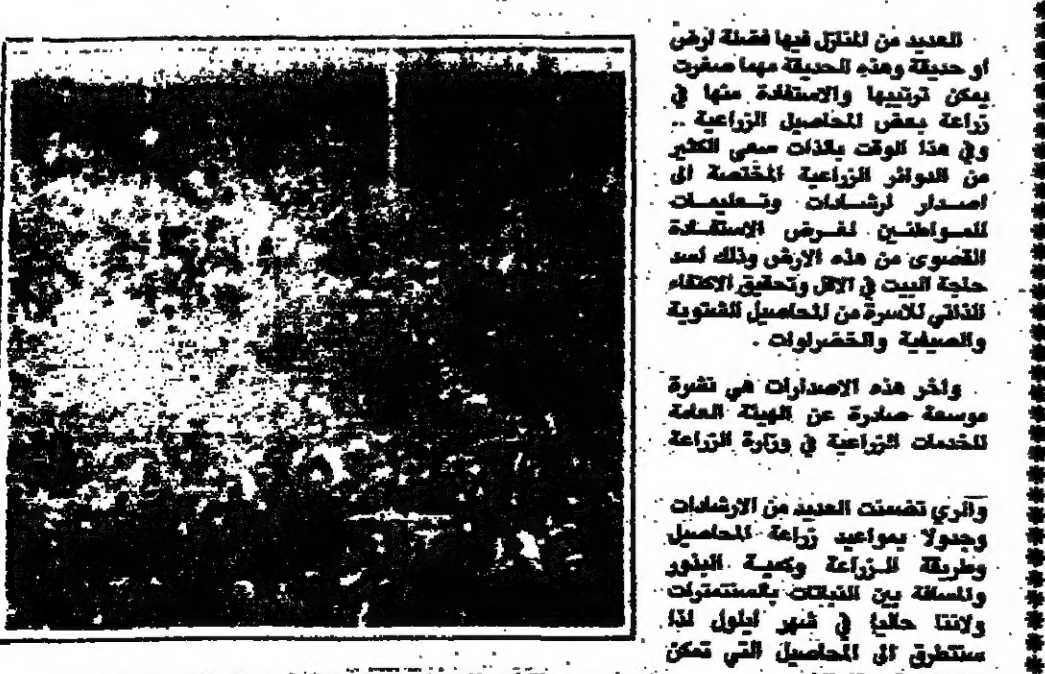 العديد من المنازل فيها فضلة ارض
او حديقة وهذه الحديقة مهما صغرت
يمكن ترتيبها والاستفادة منها في
زراعة بعض المحاصيل الزراعية ..
وفي هذا الوقت بالذات سعى الكثير
من الدوائر الزراعية المختصة الى
اصدار ارشادات وتعليمات
للمواطنين لغرض الاستفادة
القصوى من هذه الارض وذلك لسد
حاجة البيت في الاقل وتحقيق الاكتفاء
الذاتي للاسرة من المحاصيل الشتوية
والصيفية والخضراوات .
واخر هذه الاصدارات هي نشرة
موسعة صادرة عن الهيئة العامة
للخدمات الزراعية في وزارة الزراعة
والري تضمنت العديد من الارشادات
وجدولا بمواعيد زراعة المحاصيل
وطريقة الزراعة وكمية البذور
والمسافة بين النباتات بالسنتمترات
ولاننا حاليا في شهر ايلول لذا
سنتطرق الى المحاصيل التي تمكن